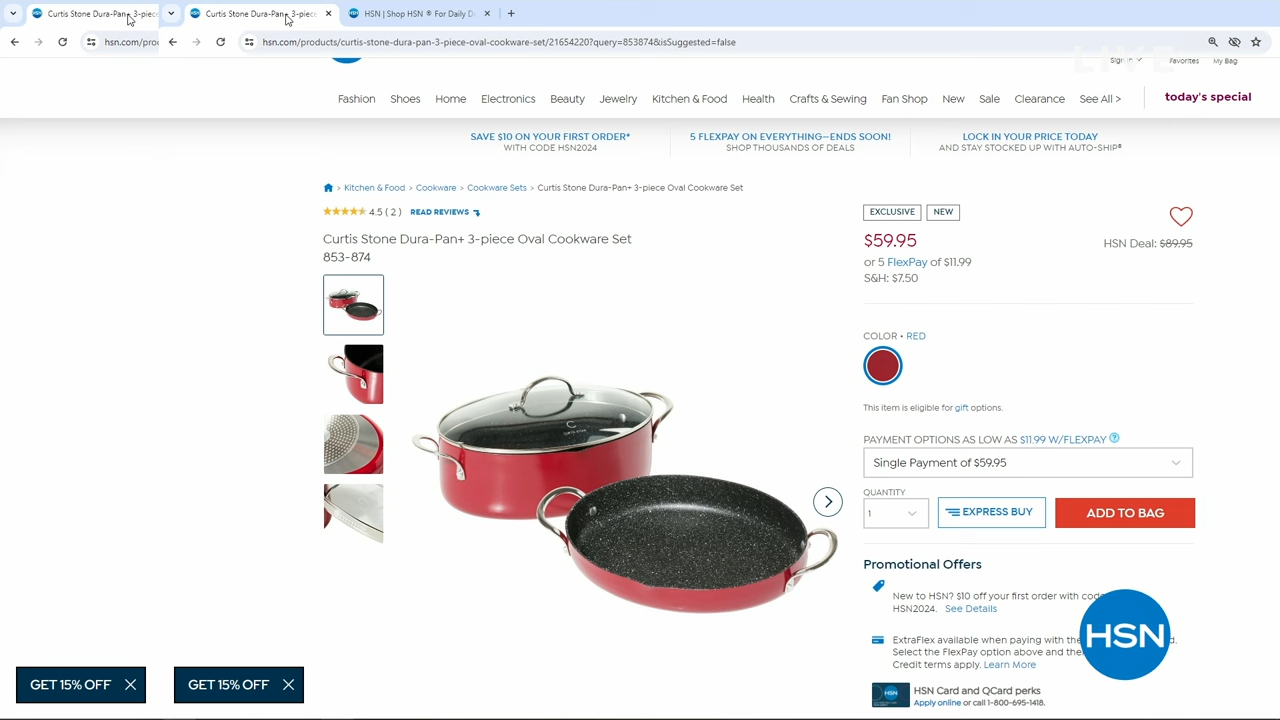 Curtis Stone Dura-Pan+ 3-piece
Curtis Stone Dura-Pan+ 3-piece
HSN | Shop HSN ® For Daily D
hsn.com/prod
hsn.com/products/curtis-stone-dura-pan-3-piece-oval-cookware-set/21654220?query=853874&isSuggested=false
LIVE
Sign In
Favorites
My Bag
Fashion
Shoes
Home
Electronics
Beauty
Jewelry
Kitchen & Food
Health
Crafts & Sewing
Fan Shop
New
Sale
Clearance
See All >
today's special
SAVE $10 ON YOUR FIRST ORDER*
WITH CODE HSN2024
5 FLEXPAY ON EVERYTHING—ENDS SOON!
SHOP THOUSANDS OF DEALS
LOCK IN YOUR PRICE TODAY
AND STAY STOCKED UP WITH AUTO-SHIP®
> Kitchen & Food > Cookware > Cookware Sets > Curtis Stone Dura-Pan+ 3-piece Oval Cookware Set
4.5 ( 2 ) READ REVIEWS
Curtis Stone Dura-Pan+ 3-piece Oval Cookware Set
853-874
C
CURTIS STONE
EXCLUSIVE
NEW
$59.95
HSN Deal: $89.95
or 5 FlexPay of $11.99
S&H: $7.50
COLOR • RED
This item is eligible for gift options.
PAYMENT OPTIONS AS LOW AS $11.99 W/FLEXPAY ?
Single Payment of $59.95
QUANTITY
1
EXPRESS BUY
ADD TO BAG
Promotional Offers
New to HSN? $10 off your first order with code
HSN2024. See Details
ExtraFlex available when paying with the
Select the FlexPay option above and the
Credit terms apply. Learn More
HSN
HSN
HSN Card and QCard perks
Apply online or call 1-800-695-1418.
GET 15% OFF
GET 15% OFF